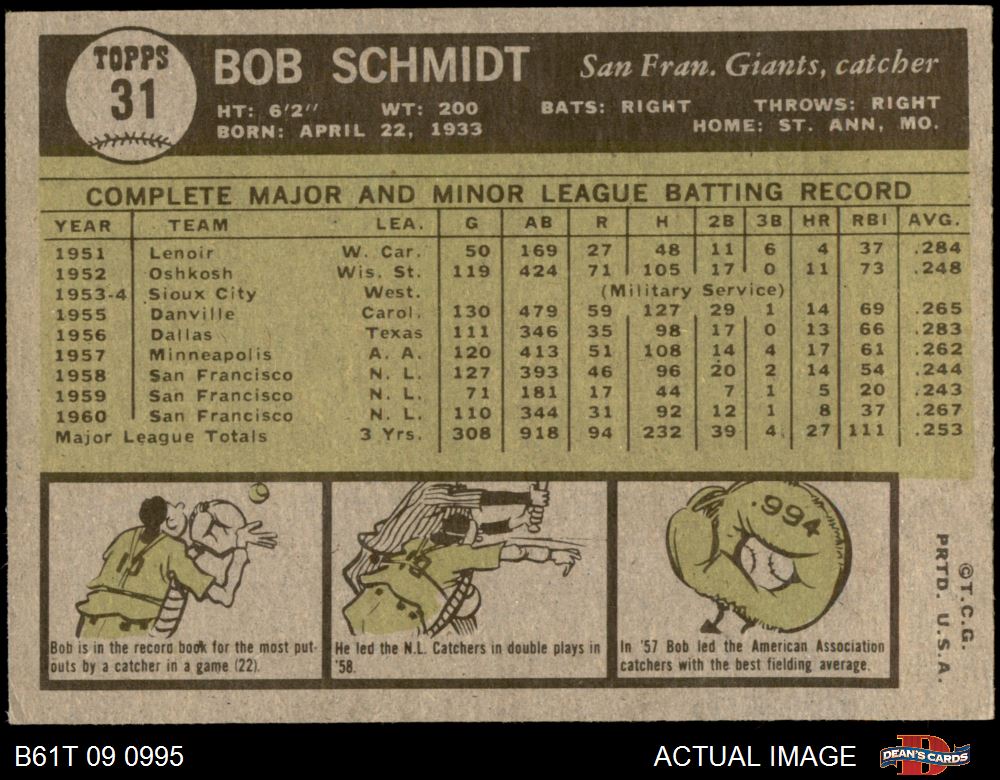 TOPPS
31
BOB SCHMIDT San Fran. Giants, catcher
HT: 6'2" WT: 200 BATS: RIGHT THROWS: RIGHT
BORN: APRIL 22, 1933 HOME: ST. ANN, MO.
COMPLETE MAJOR AND MINOR LEAGUE BATTING RECORD
YEAR TEAM LEA. G AB R H 2B 3B HR RBI AVG.
1951 Lenoir W. Car. 50 169 27 48 11 6 4 37 .284
1952 Oshkosh Wis. St. 119 424 71 105 17 0 11 73 .248
1953-4 Sioux City West. (Military Service)
1955 Danville Carol. 130 479 59 127 29 1 14 69 .265
1956 Dallas Texas 111 346 35 98 17 0 13 66 .283
1957 Minneapolis A. A. 120 413 51 108 14 4 17 61 .262
1958 San Francisco N. L. 127 393 46 96 20 2 14 54 .244
1959 San Francisco N. L. 71 181 17 44 7 1 5 20 .243
1960 San Francisco N. L. 110 344 31 92 12 1 8 37 .267
Major League Totals 3 Yrs. 308 918 94 232 39 4 27 111 .253
15
.994
Bob is in the record book for the most put-
outs by a catcher in a game (22).
He led the N.L. Catchers in double plays in
'58.
In '57 Bob led the American Association
catchers with the best fielding average.
©T.C.G.
PRTD. U.S.A.
B61T 09 0995 ACTUAL IMAGE DEAN'S CARDS